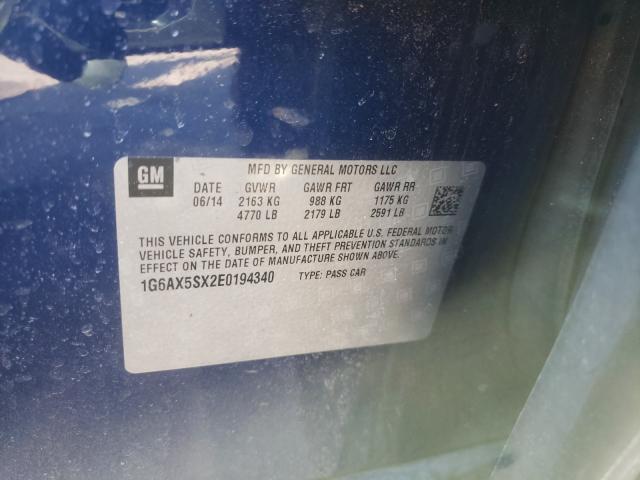 GM
MFD BY GENERAL MOTORS LLC
DATE GVWR GAWR FRT GAWR RR
06/14 2163 KG 988 KG 1175 KG
4770 LB 2179 LB 2591 LB
THIS VEHICLE CONFORMS TO ALL APPLICABLE U.S. FEDERAL MOTOR
VEHICLE SAFETY, BUMPER, AND THEFT PREVENTION STANDARDS IN
EFFECT ON THE DATE OF MANUFACTURE SHOWN ABOVE.
1G6AX5SX2E0194340 TYPE: PASS CAR